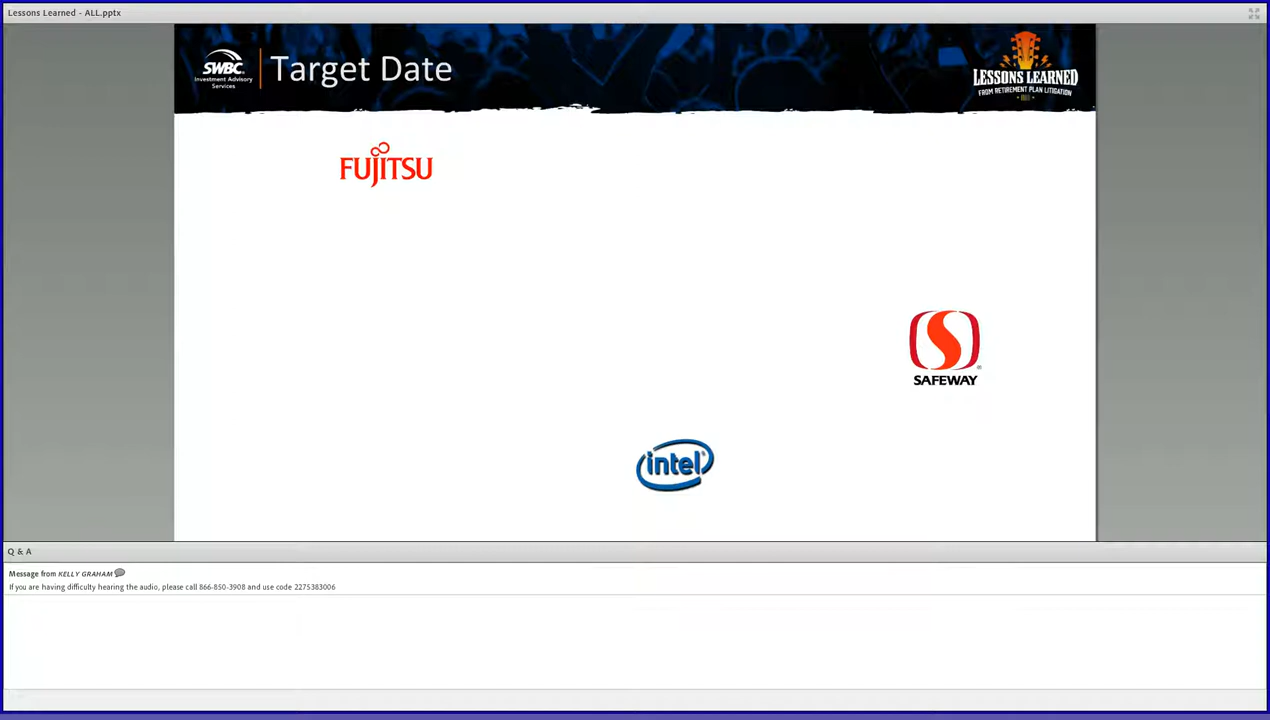 Lessons Learned - ALL.pptx
SWBC
Investment Advisory
Services
Target Date
LESSONS LEARNED
FROM RETIREMENT PLAN LITIGATION
FUJITSU
SAFEWAY
intel
Q & A
Message from KELLY GRAHAM
If you are having difficulty hearing the audio, please call 866-850-3908 and use code 2275383006